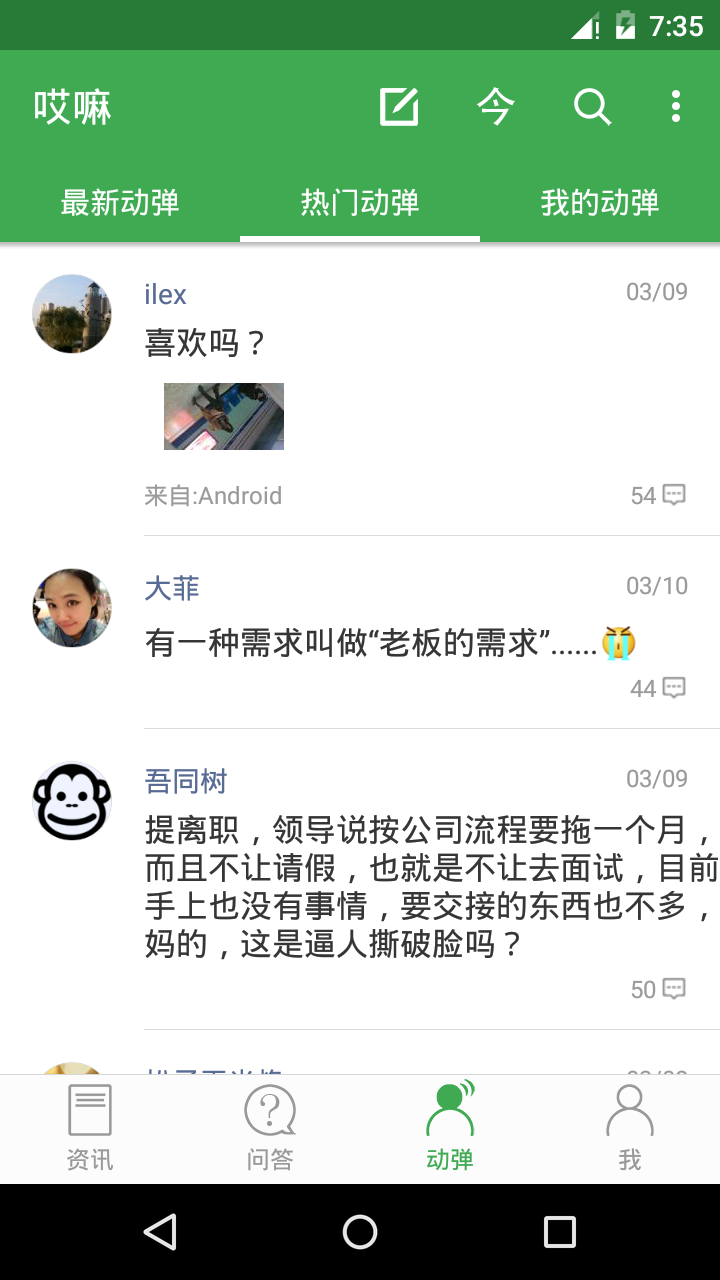 7:35
哎嘛
今
最新动弹 热门动弹 我的动弹
ilex 03/09
喜欢吗？
来自:Android 54
大菲 03/10
有一种需求叫做“老板的需求”......😭
44
吾同树 03/09
提离职，领导说按公司流程要拖一个月，
而且不让请假，也就是不让去面试，目前
手上也没有事情，要交接的东西也不多，
妈的，这是逼人撕破脸吗？
50
资讯 问答 动弹 我